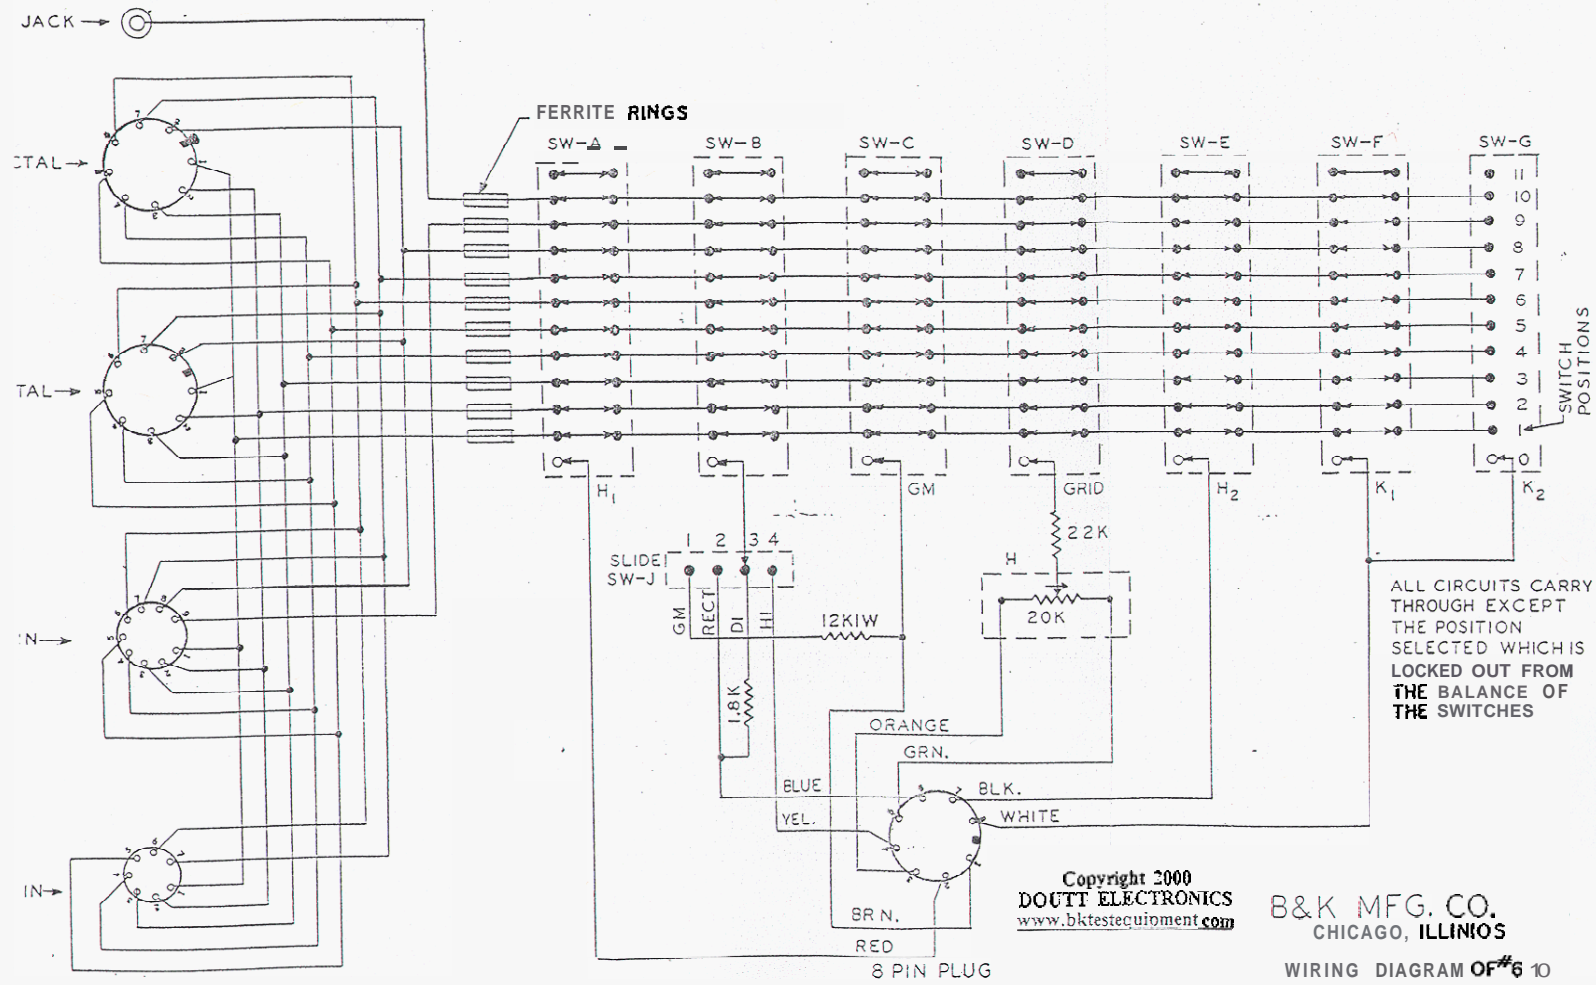 JACK
FERRITE RINGS
SW-A
SW-B
SW-C
SW-D
SW-E
SW-F
SW-G
CTAL
11
10
9
8
7
6
5
4
3
2
1
0
SWITCH POSITIONS
TAL
H1
GM
GRID
H2
K1
K2
1 2 3 4
SLIDE
SW-J
GM
RECT
DI
HI
22K
H
20K
12K1W
1.8K
ALL CIRCUITS CARRY
THROUGH EXCEPT
THE POSITION
SELECTED WHICH IS
LOCKED OUT FROM
THE BALANCE OF
THE SWITCHES
IN
ORANGE
GRN.
BLUE
BLK.
YEL.
WHITE
IN
BRN.
RED
8 PIN PLUG
Copyright 2000
DOUTT ELECTRONICS
www.bktestequipment.com
B&K MFG. CO.
CHICAGO, ILLINIOS
WIRING DIAGRAM OF #610